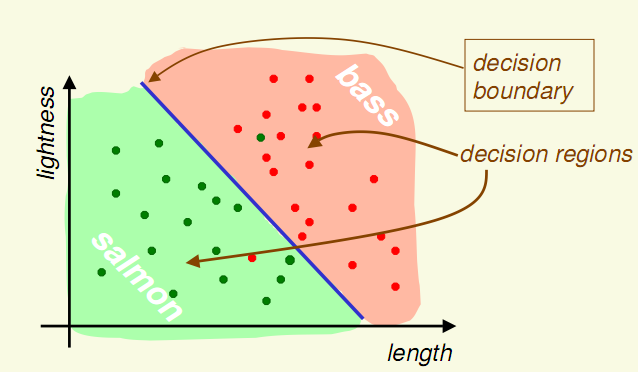 decision
boundary
bass
lightness
decision regions
salmon
length